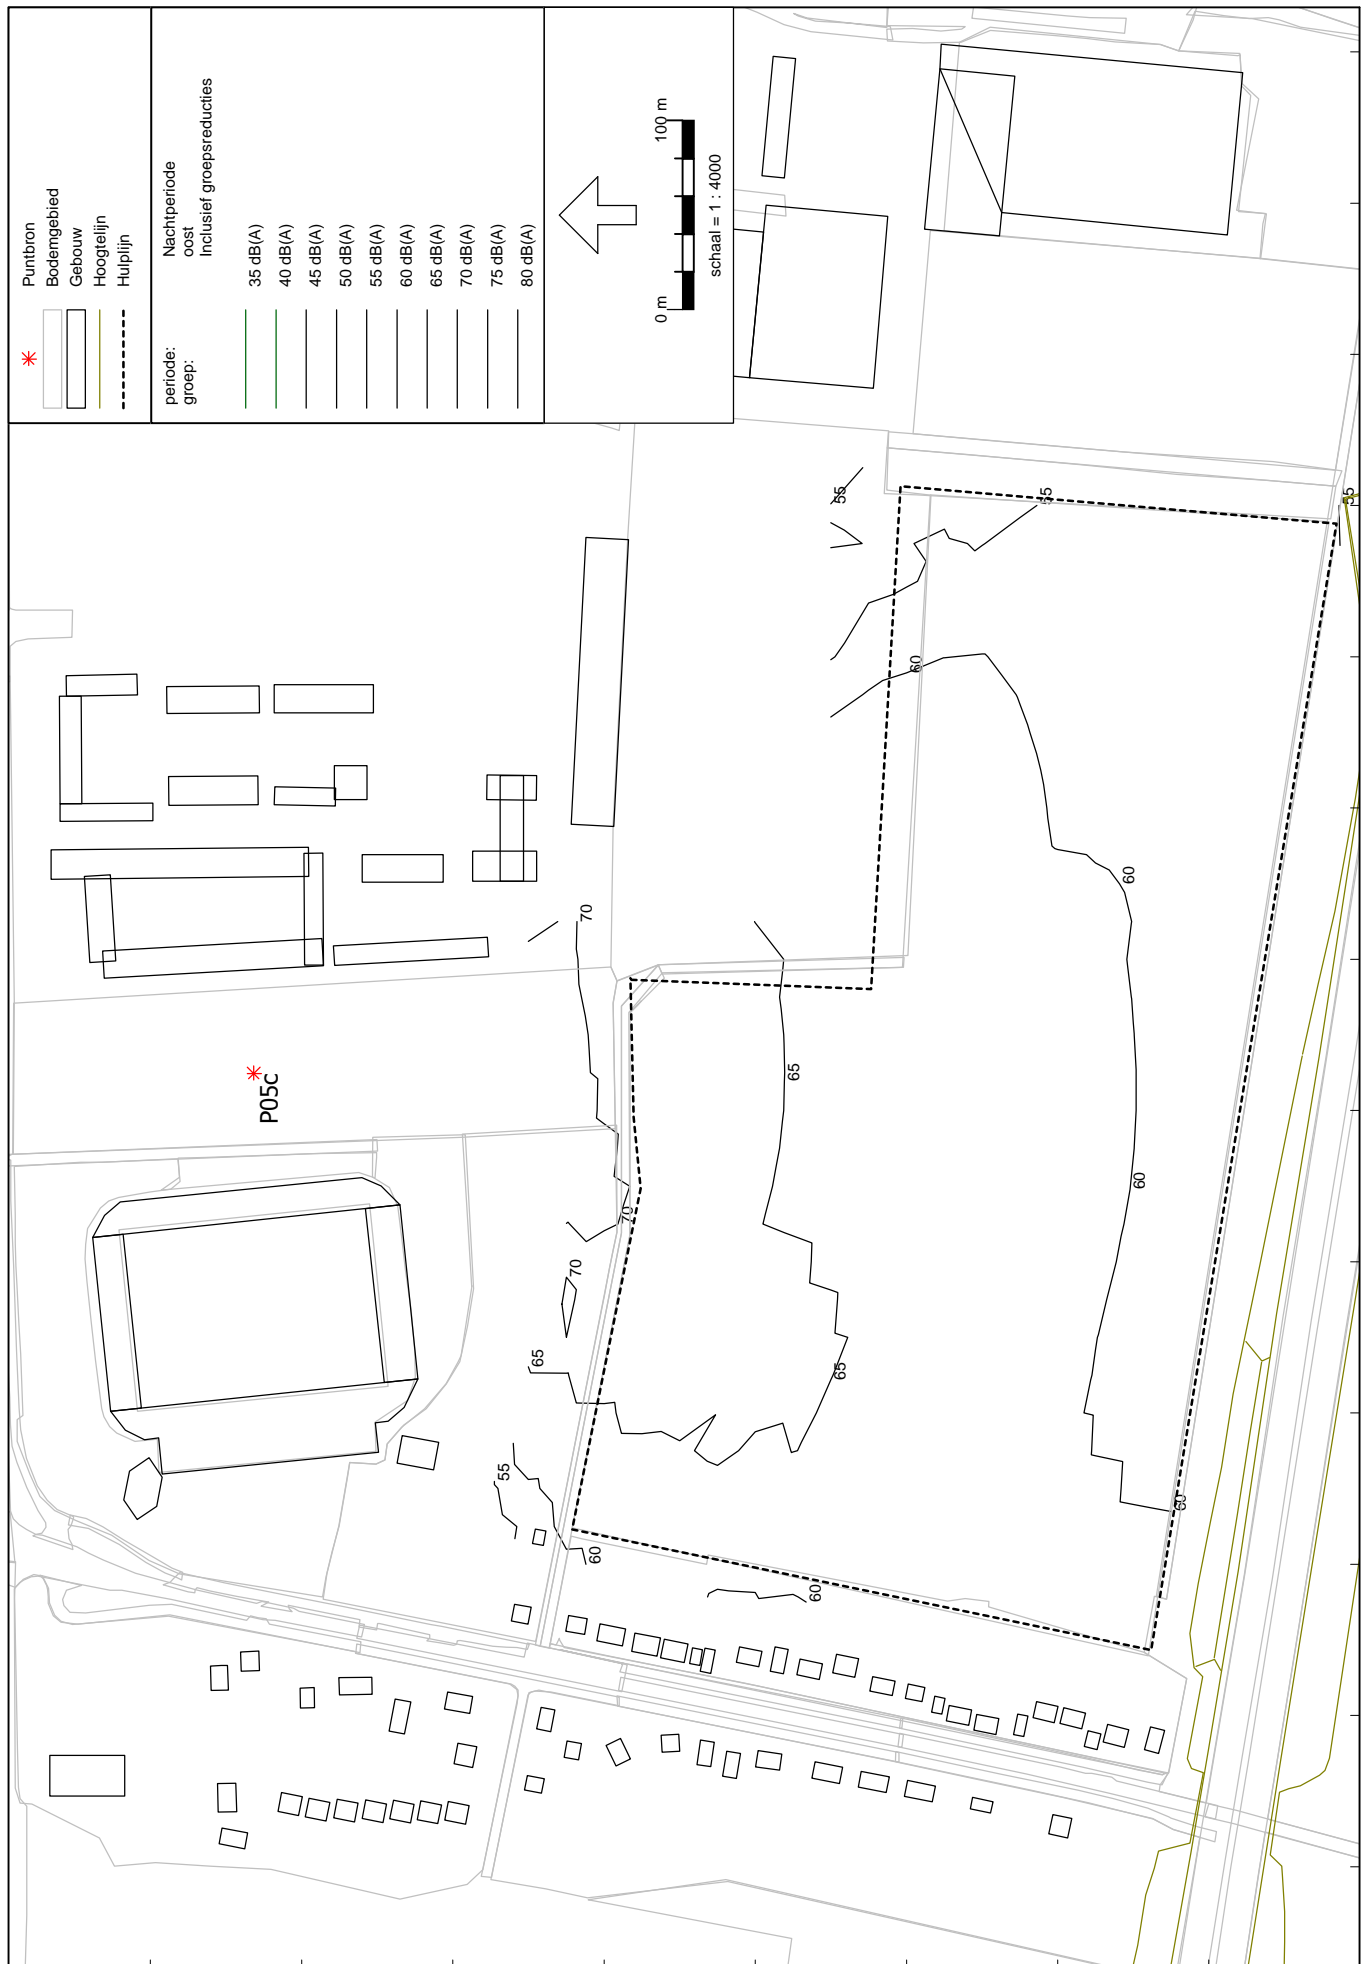 Puntbron
Bodemgebied
Gebouw
Hoogtelijn
Hulplijn
periode: Nachtperiode
groep: oost
Inclusief groepsreducties
35 dB(A)
40 dB(A)
45 dB(A)
50 dB(A)
55 dB(A)
60 dB(A)
65 dB(A)
70 dB(A)
75 dB(A)
80 dB(A)
0 m 100 m
schaal = 1 : 4000
P05c
70
70
70
65
55
60
60
65
65
60
60
60
60
55
55
55